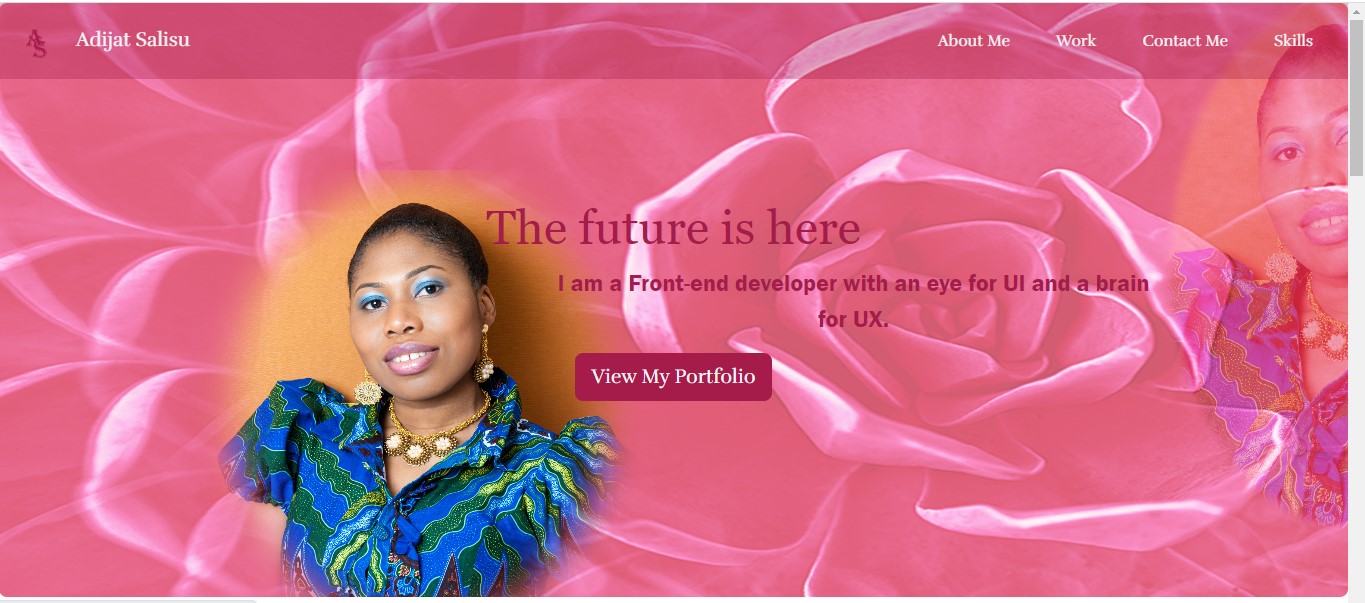 AS
Adijat Salisu
About Me
Work
Contact Me
Skills
The future is here
I am a Front-end developer with an eye for UI and a brain
for UX.
View My Portfolio